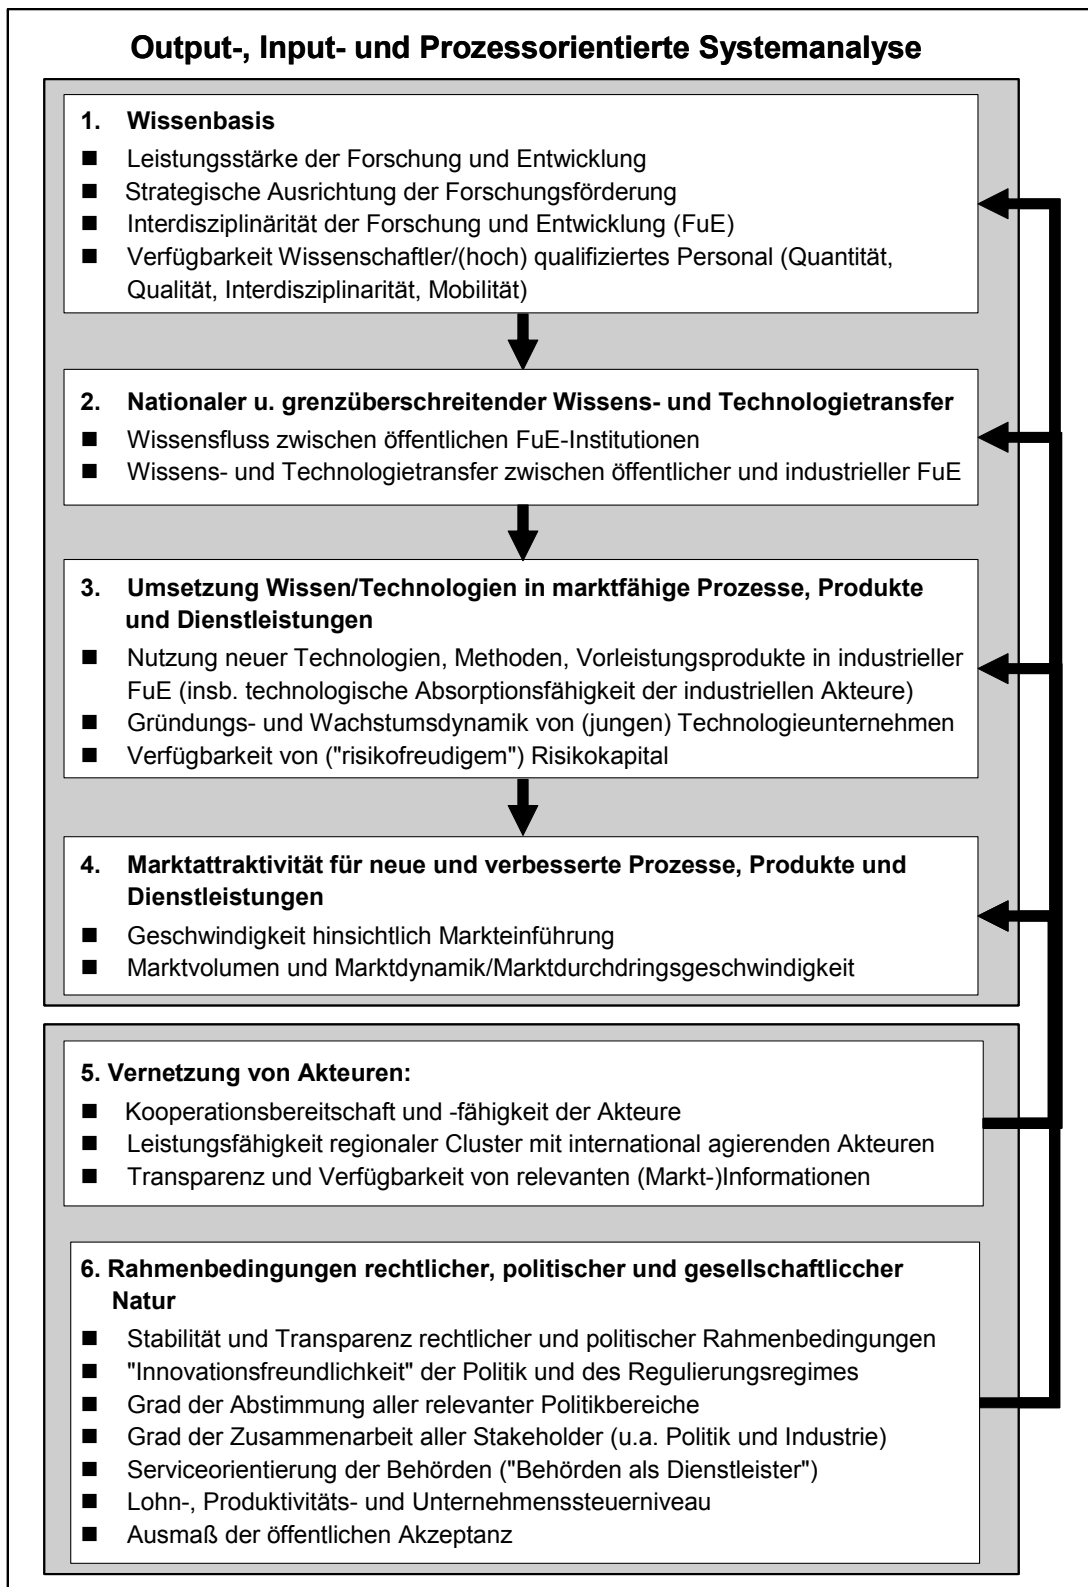 Output-, Input- und Prozessorientierte Systemanalyse
1. Wissenbasis
■ Leistungsstärke der Forschung und Entwicklung
■ Strategische Ausrichtung der Forschungsförderung
■ Interdisziplinärität der Forschung und Entwicklung (FuE)
■ Verfügbarkeit Wissenschaftler/(hoch) qualifiziertes Personal (Quantität,
Qualität, Interdisziplinarität, Mobilität)
2. Nationaler u. grenzüberschreitender Wissens- und Technologietransfer
■ Wissensfluss zwischen öffentlichen FuE-Institutionen
■ Wissens- und Technologietransfer zwischen öffentlicher und industrieller FuE
3. Umsetzung Wissen/Technologien in marktfähige Prozesse, Produkte
und Dienstleistungen
■ Nutzung neuer Technologien, Methoden, Vorleistungsprodukte in industrieller
FuE (insb. technologische Absorptionsfähigkeit der industriellen Akteure)
■ Gründungs- und Wachstumsdynamik von (jungen) Technologieunternehmen
■ Verfügbarkeit von ("risikofreudigem") Risikokapital
4. Marktattraktivität für neue und verbesserte Prozesse, Produkte und
Dienstleistungen
■ Geschwindigkeit hinsichtlich Markteinführung
■ Marktvolumen und Marktdynamik/Marktdurchdringsgeschwindigkeit
5. Vernetzung von Akteuren:
■ Kooperationsbereitschaft und -fähigkeit der Akteure
■ Leistungsfähigkeit regionaler Cluster mit international agierenden Akteuren
■ Transparenz und Verfügbarkeit von relevanten (Markt-)Informationen
6. Rahmenbedingungen rechtlicher, politischer und gesellschaftliccher
Natur
■ Stabilität und Transparenz rechtlicher und politischer Rahmenbedingungen
■ "Innovationsfreundlichkeit" der Politik und des Regulierungsregimes
■ Grad der Abstimmung aller relevanter Politikbereiche
■ Grad der Zusammenarbeit aller Stakeholder (u.a. Politik und Industrie)
■ Serviceorientierung der Behörden ("Behörden als Dienstleister")
■ Lohn-, Produktivitäts- und Unternehmenssteuerniveau
■ Ausmaß der öffentlichen Akzeptanz